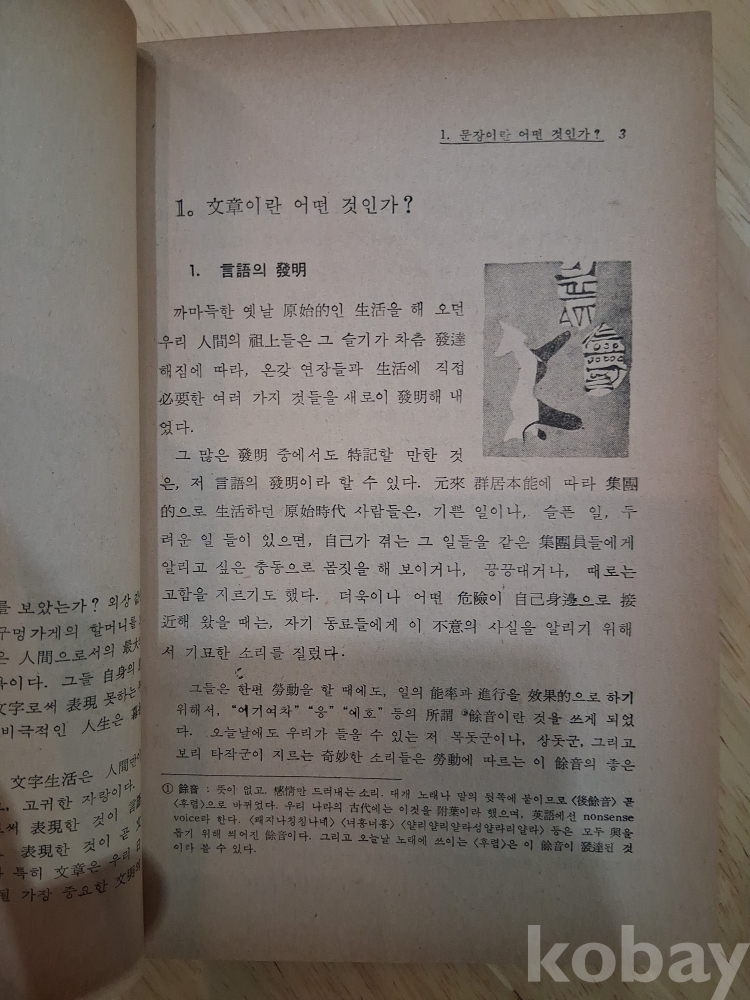 를 보았는가? 외상
구멍가게의 할머니를
은 人間으로서의 最大
이다. 그들 自身의
文字로써 表現 못하는
비극적인 人生은
文字生活은 人間만이
고귀한 자랑이다.
써 表現한 것이
表現한 것이 곧
특히 文章은 우리
될 가장 중요한 文明의
1. 문장이란 어떤 것인가? 3
1。文章이란 어떤 것인가?
1. 言語의 發明
까마득한 옛날 原始的인 生活을 해 오던
우리 人間의 祖上들은 그 슬기가 차츰 發達
해짐에 따라, 온갖 연장들과 生活에 직접
必要한 여러 가지 것들을 새로이 發明해 내
었다.
그 많은 發明 중에서도 特記할 만한 것
은, 저 言語의 發明이라 할 수 있다. 元來 群居本能에 따라 集團
的으로 生活하던 原始時代 사람들은, 기쁜 일이나, 슬픈 일, 두
려운 일 들이 있으면, 自己가 겪는 그 일들을 같은 集團員들에게
알리고 싶은 충동으로 몸짓을 해 보이거나, 끙끙대거나, 때로는
고함을 지르기도 했다. 더욱이나 어떤 危險이 自己身邊으로 接
近해 왔을 때는, 자기 동료들에게 이 不意의 사실을 알리기 위해
서 기묘한 소리를 질렀다.
그들은 한편 勞動을 할 때에도, 일의 能率과 進行을 效果的으로 하기
위해서, "여기여차" "응" "에호" 등의 所謂 餘音이란 것을 쓰게 되었
다. 오늘날에도 우리가 들을 수 있는 저 목돗군이나, 상돗군, 그리고
보리 타작군이 지르는 奇妙한 소리들은 勞動에 따르는 이 餘音의 좋은
① 餘音 : 뜻이 없고, 感情만 드러내는 소리. 대개 노래나 말의 뒷쪽에 붙이므로 〈後餘音〉 곧
〈후렴〉으로 바뀌었다. 우리 나라의 古代에는 이것을 附葉이라 했으며, 英語에선 nonsense
voice라 한다. 〈쾌지나칭칭나네〉 〈너흥너흥〉 〈얄리얄리얄라셩얄라리얄라〉 등은 모두 興을
돕기 위해 씌어진 餘音이다. 그리고 오늘날 노래에 쓰이는 〈후렴〉은 이 餘音이 發達된 것
이라 볼 수 있다.
kobay